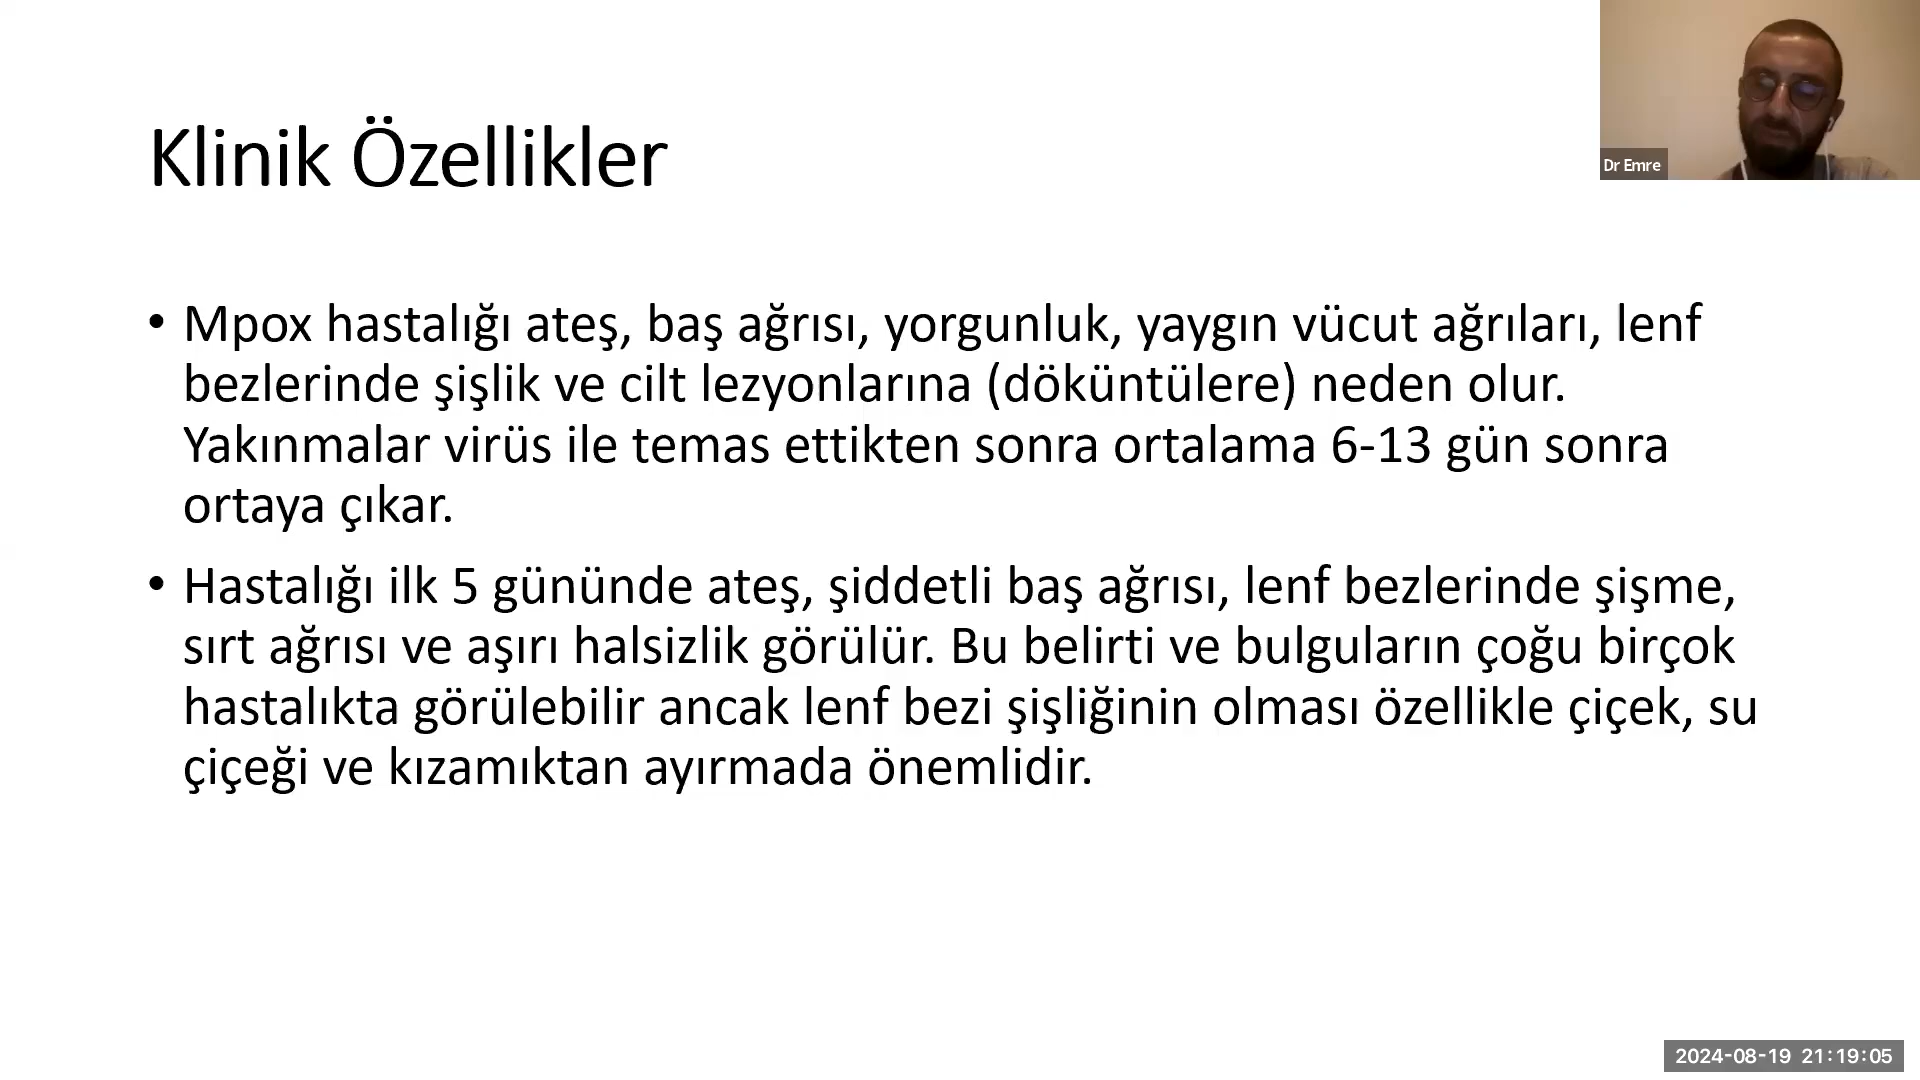 Klinik Özellikler
Dr Emre
• Mpox hastalığı ateş, baş ağrısı, yorgunluk, yaygın vücut ağrıları, lenf
bezlerinde şişlik ve cilt lezyonlarına (döküntülere) neden olur.
Yakınmalar virüs ile temas ettikten sonra ortalama 6-13 gün sonra
ortaya çıkar.
• Hastalığı ilk 5 gününde ateş, şiddetli baş ağrısı, lenf bezlerinde şişme,
sırt ağrısı ve aşırı halsizlik görülür. Bu belirti ve bulguların çoğu birçok
hastalıkta görülebilir ancak lenf bezi şişliğinin olması özellikle çiçek, su
çiçeği ve kızamıktan ayırmada önemlidir.
2024-08-19 21:19:05